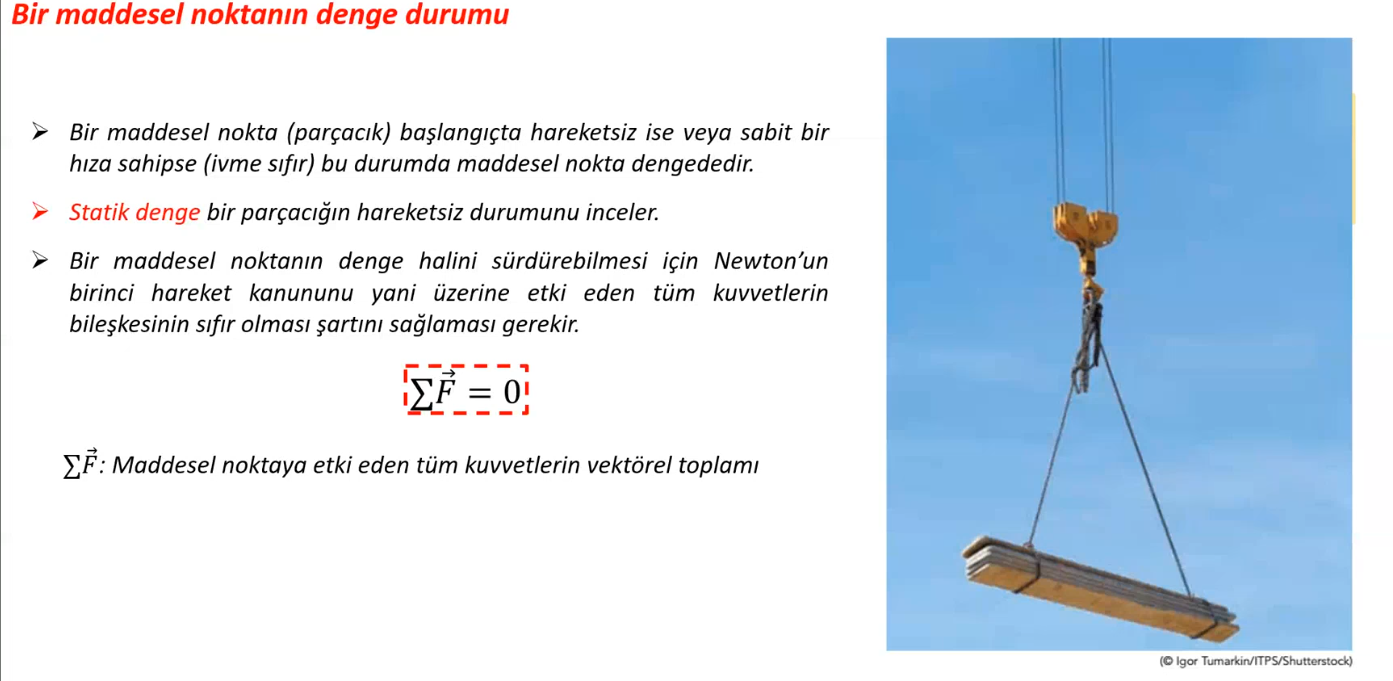 Bir maddesel noktanın denge durumu
➢ Bir maddesel nokta (parçacık) başlangıçta hareketsiz ise veya sabit bir
hıza sahipse (ivme sıfır) bu durumda maddesel nokta dengededir.
➢ Statik denge bir parçacığın hareketsiz durumunu inceler.
➢ Bir maddesel noktanın denge halini sürdürebilmesi için Newton’un
birinci hareket kanununu yani üzerine etki eden tüm kuvvetlerin
bileşkesinin sıfır olması şartını sağlaması gerekir.
∑F⃗ = 0
∑F⃗: Maddesel noktaya etki eden tüm kuvvetlerin vektörel toplamı
(© Igor Tumarkin/ITPS/Shutterstock)